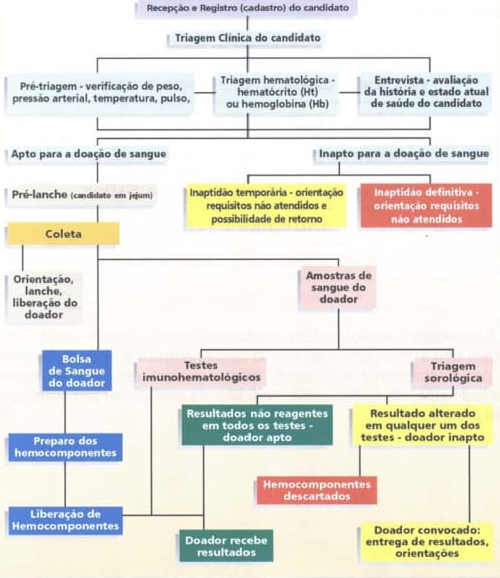 Recepção e Registro (cadastro) do candidato
Triagem Clínica do candidato
Pré-triagem - verificação de peso,
pressão arterial, temperatura, pulso,
Triagem hematológica -
hematócrito (Ht)
ou hemoglobina (Hb)
Entrevista - avaliação
da história e estado atual
de saúde do candidato
Apto para a doação de sangue
Inapto para a doação de sangue
Pré-lanche (candidato em jejum)
Inaptidão temporária - orientação
requisitos não atendidos e
possibilidade de retorno
Inaptidão definitiva -
orientação requisitos
não atendidos
Coleta
Orientação,
lanche,
liberação do
doador
Amostras de
sangue do
doador
Bolsa
de Sangue
do doador
Testes
imunohematológicos
Triagem
sorológica
Resultados não reagentes
em todos os testes -
doador apto
Resultado alterado
em qualquer um dos
testes - doador inapto
Preparo dos
hemocomponentes
Hemocomponentes
descartados
Liberação de
Hemocomponentes
Doador recebe
resultados
Doador convocado:
entrega de resultados,
orientações